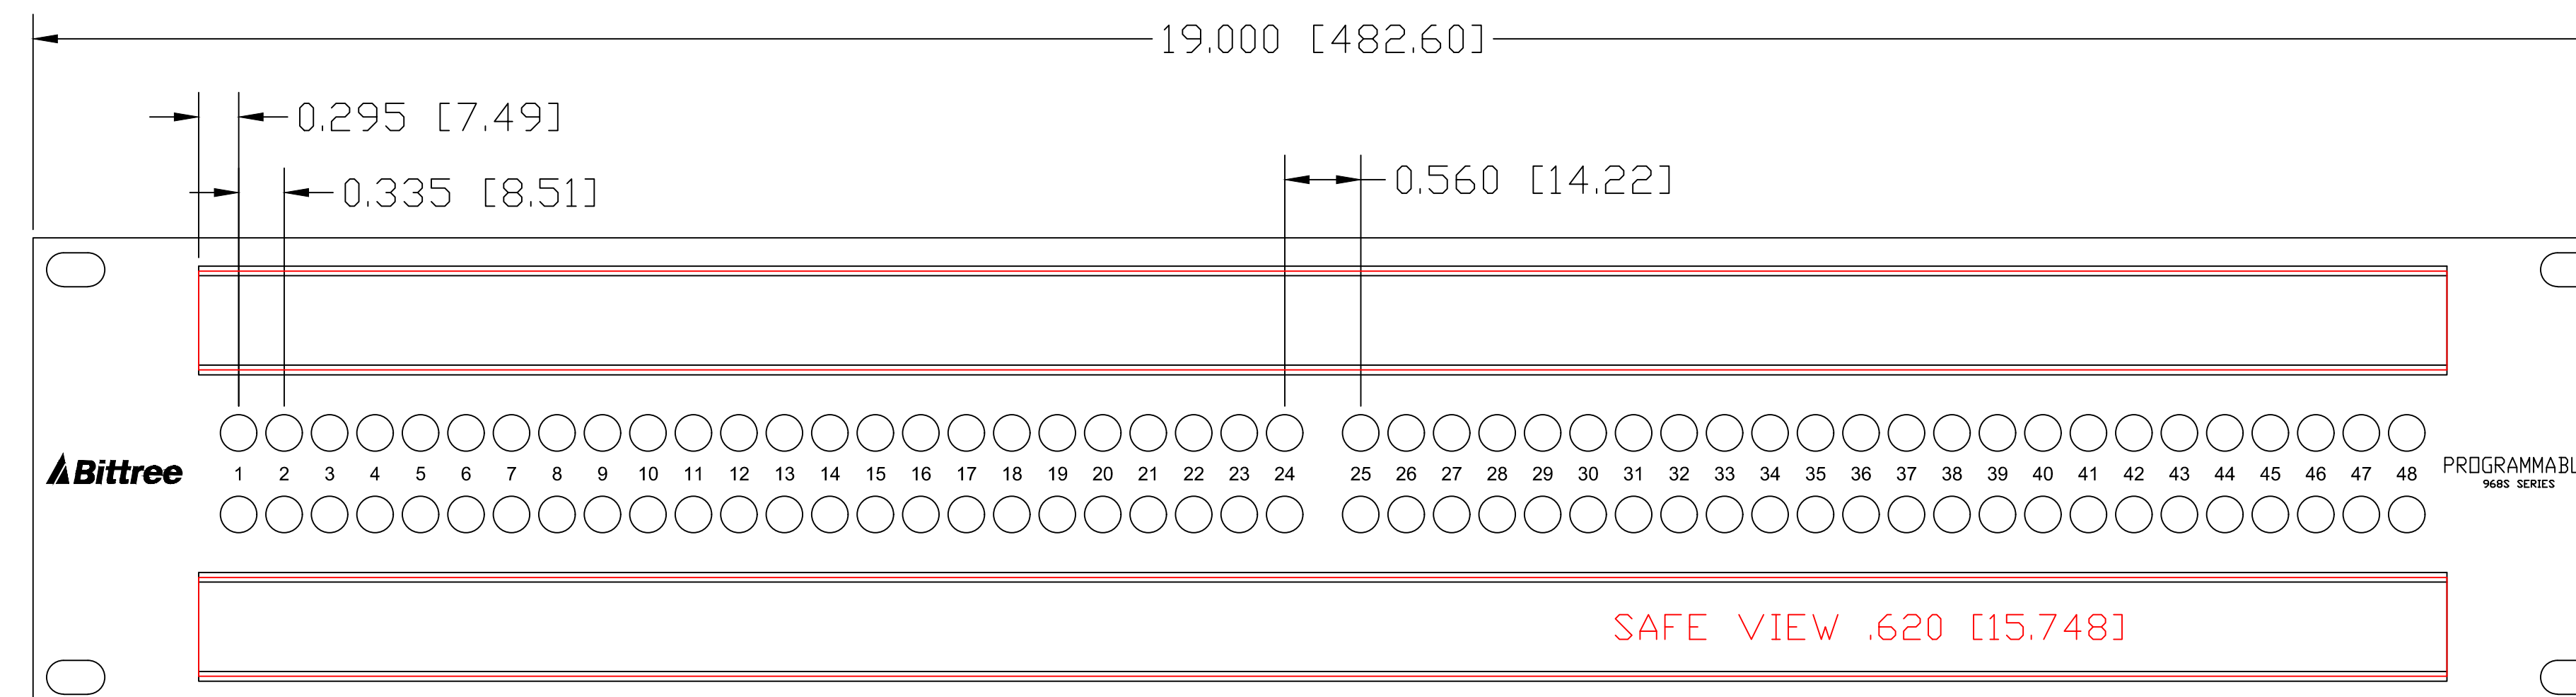 19.000 [482.60]
0.295 [7.49]
0.335 [8.51]
0.560 [14.22]
Bittree
1 2 3 4 5 6 7 8 9 10 11 12 13 14 15 16 17 18 19 20 21 22 23 24 25 26 27 28 29 30 31 32 33 34 35 36 37 38 39 40 41 42 43 44 45 46 47 48
PROGRAMMABL
968S SERIES
SAFE VIEW .620 [15.748]